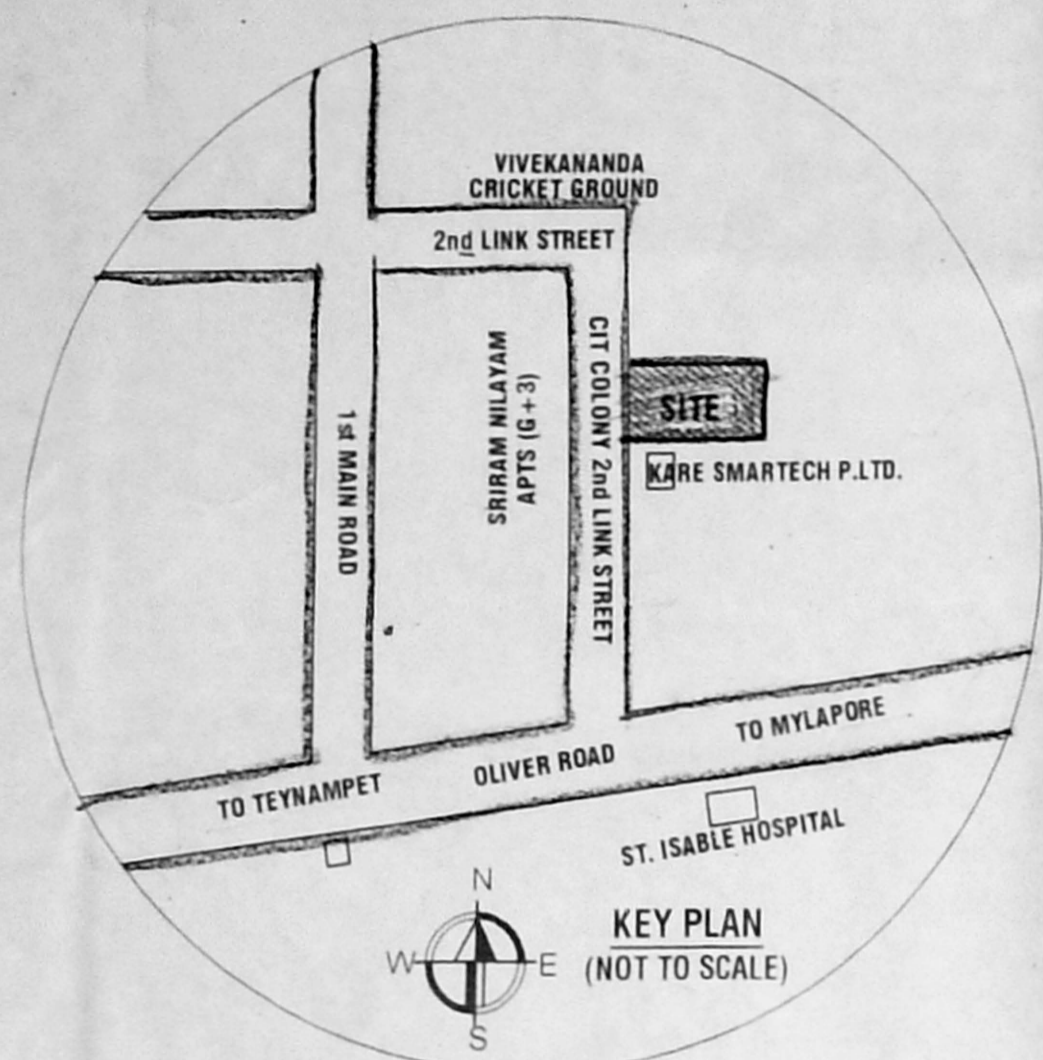 VIVEKANANDA
CRICKET GROUND
2nd LINK STREET
CIT COLONY 2nd LINK STREET
SRIRAM NILAYAM
APTS (G+3)
SITE
1st MAIN ROAD
KARE SMARTECH P.LTD.
TO MYLAPORE
OLIVER ROAD
TO TEYNAMPET
ST. ISABLE HOSPITAL
N
W
E
S
KEY PLAN
(NOT TO SCALE)